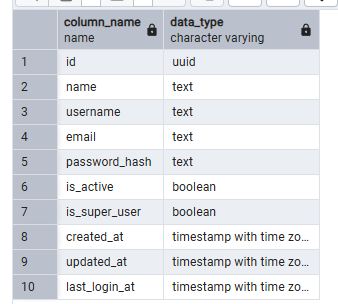 column_name data_type
name character varying
1 id uuid
2 name text
3 username text
4 email text
5 password_hash text
6 is_active boolean
7 is_super_user boolean
8 created_at timestamp with time zo...
9 updated_at timestamp with time zo...
10 last_login_at timestamp with time zo...